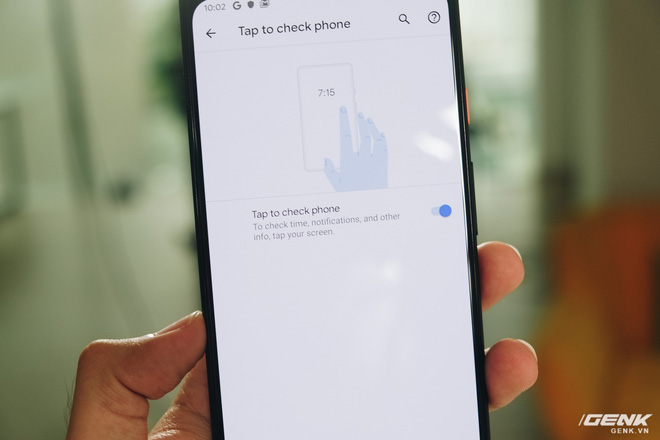 10:02 G
Tap to check phone
7:15
Tap to check phone
To check time, notifications, and other
info, tap your screen.
/GENK
GENK.VN